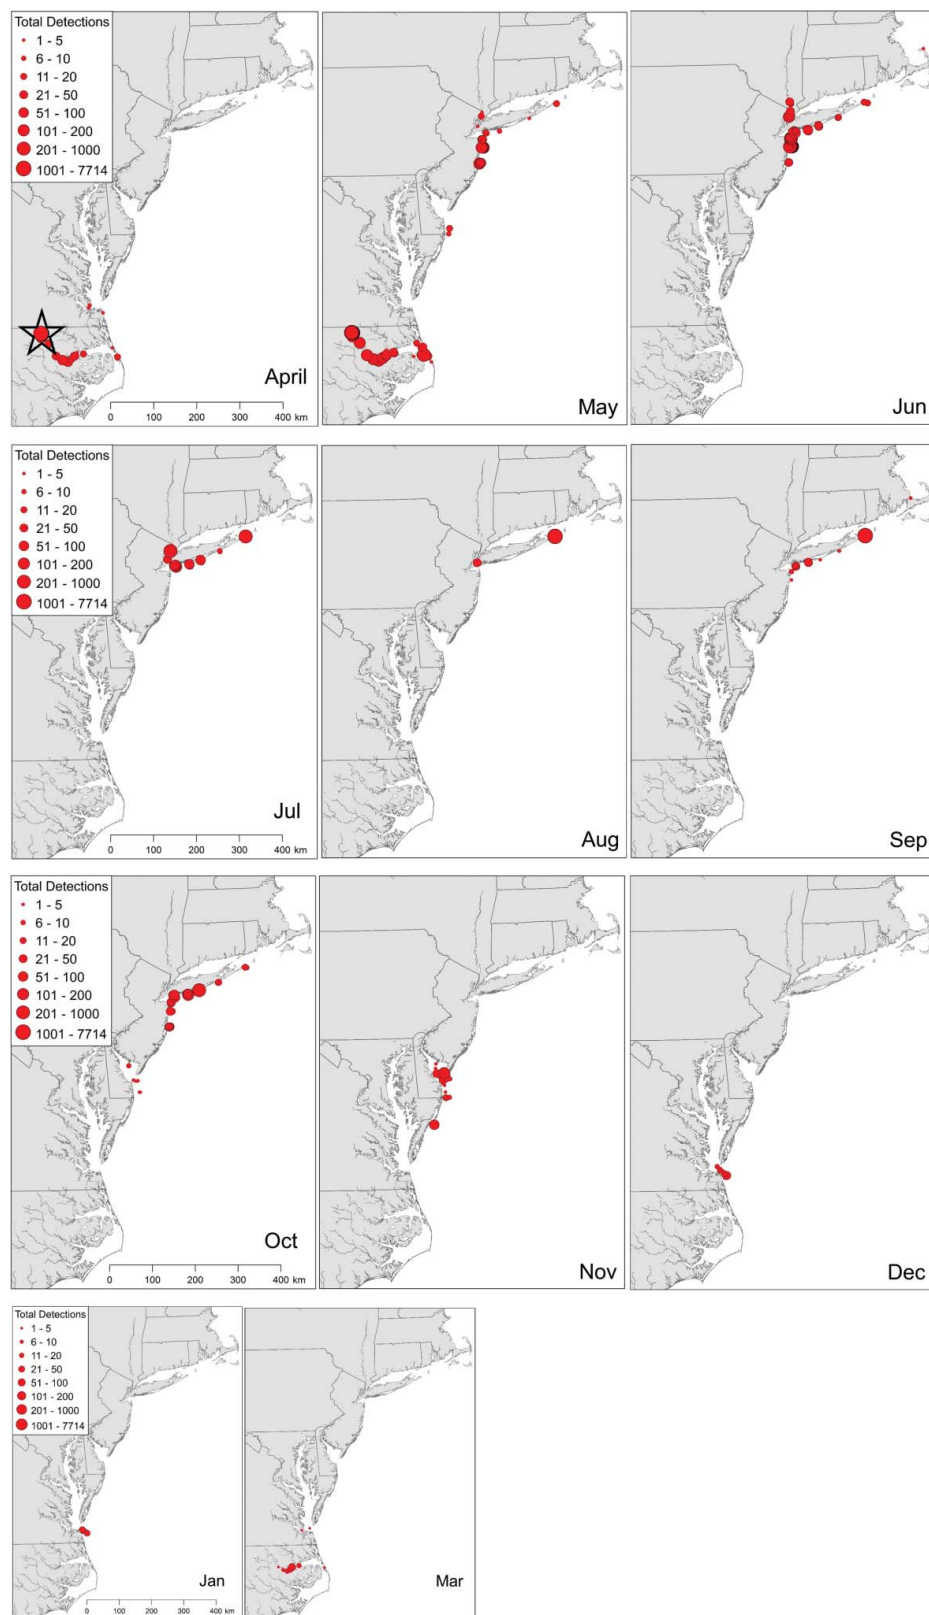 Total Detections
1 - 5
6 - 10
11 - 20
21 - 50
51 - 100
101 - 200
201 - 1000
1001 - 7714
0 100 200 300 400 km
April
May
Jun
Total Detections
1 - 5
6 - 10
11 - 20
21 - 50
51 - 100
101 - 200
201 - 1000
1001 - 7714
0 100 200 300 400 km
Jul
Aug
Sep
Total Detections
1 - 5
6 - 10
11 - 20
21 - 50
51 - 100
101 - 200
201 - 1000
1001 - 7714
0 100 200 300 400 km
Oct
Nov
Dec
Total Detections
1 - 5
6 - 10
11 - 20
21 - 50
51 - 100
101 - 200
201 - 1000
1001 - 7714
0 100 200 300 400 km
Jan
Mar